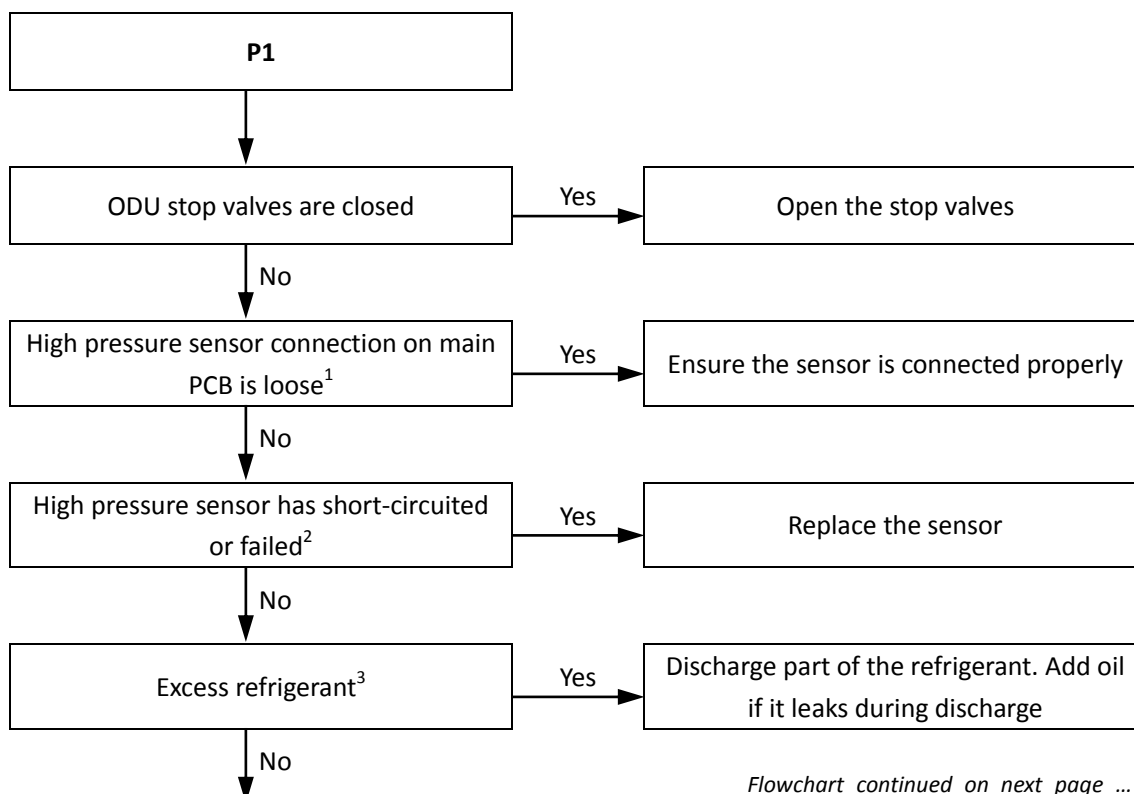 P1
ODU stop valves are closed
Yes
Open the stop valves
No
High pressure sensor connection on main
PCB is loose1
Yes
Ensure the sensor is connected properly
No
High pressure sensor has short-circuited
or failed2
Yes
Replace the sensor
No
Excess refrigerant3
Yes
Discharge part of the refrigerant. Add oil
if it leaks during discharge
No
Flowchart continued on next page ...